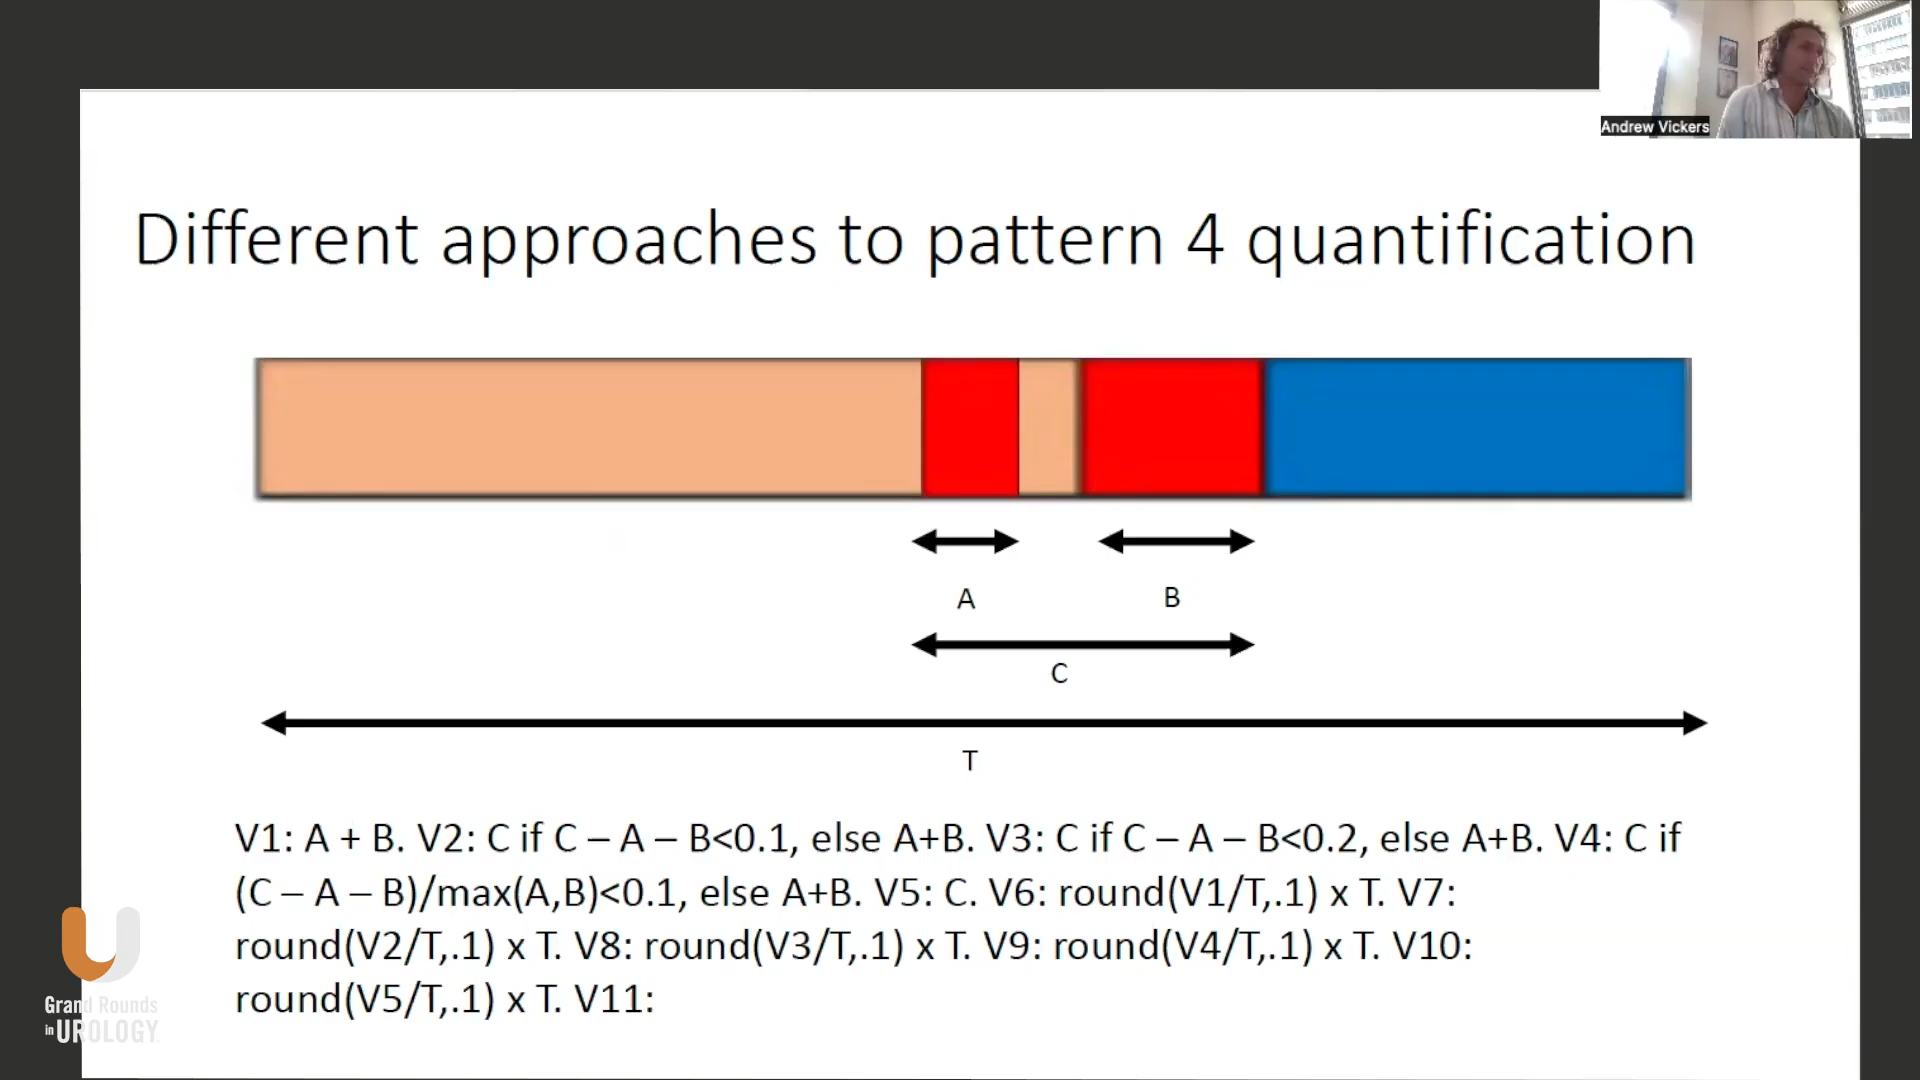 Andrew Vickers
Different approaches to pattern 4 quantification
A
B
C
T
V1: A + B. V2: C if C – A – B<0.1, else A+B. V3: C if C – A – B<0.2, else A+B. V4: C if
(C – A – B)/max(A,B)<0.1, else A+B. V5: C. V6: round(V1/T,.1) x T. V7:
round(V2/T,.1) x T. V8: round(V3/T,.1) x T. V9: round(V4/T,.1) x T. V10:
round(V5/T,.1) x T. V11:
Grand Rounds
in UROLOGY